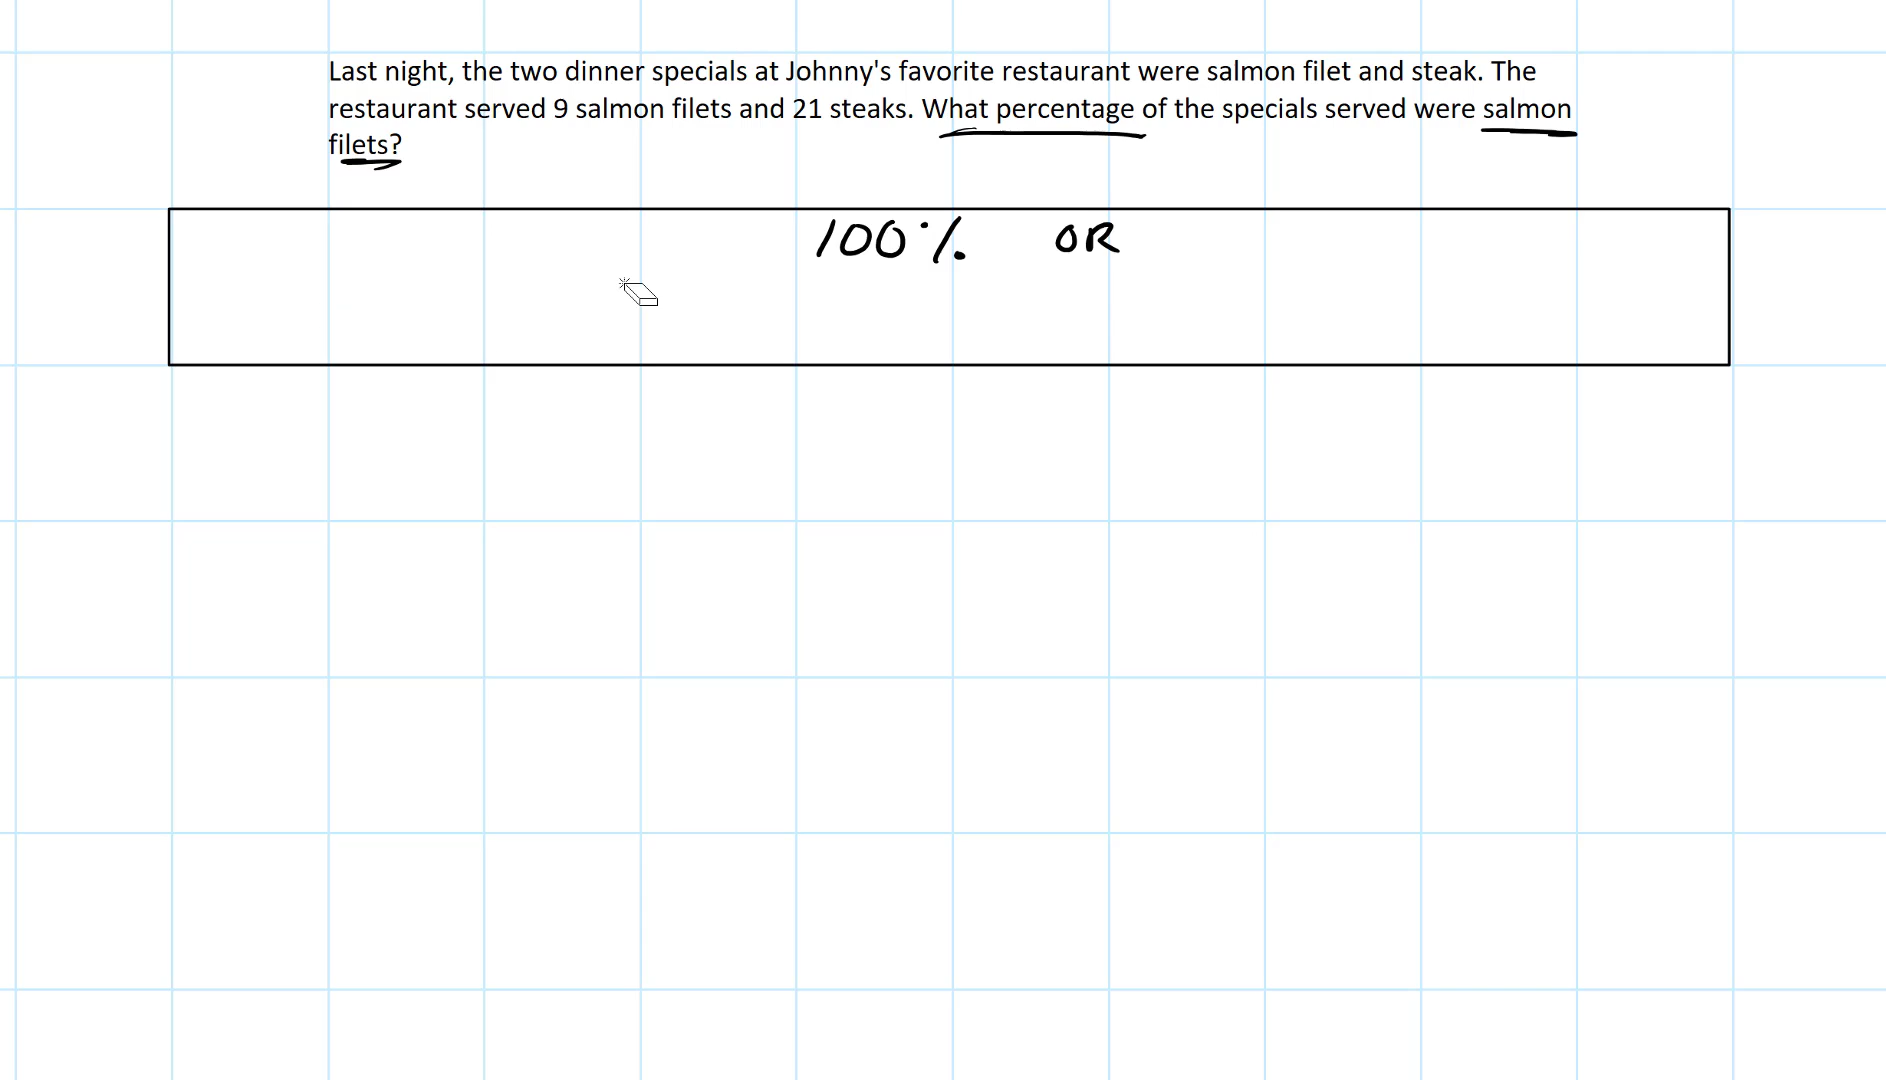 Last night, the two dinner specials at Johnny's favorite restaurant were salmon filet and steak. The
restaurant served 9 salmon filets and 21 steaks. What percentage of the specials served were salmon
filets?
100% OR